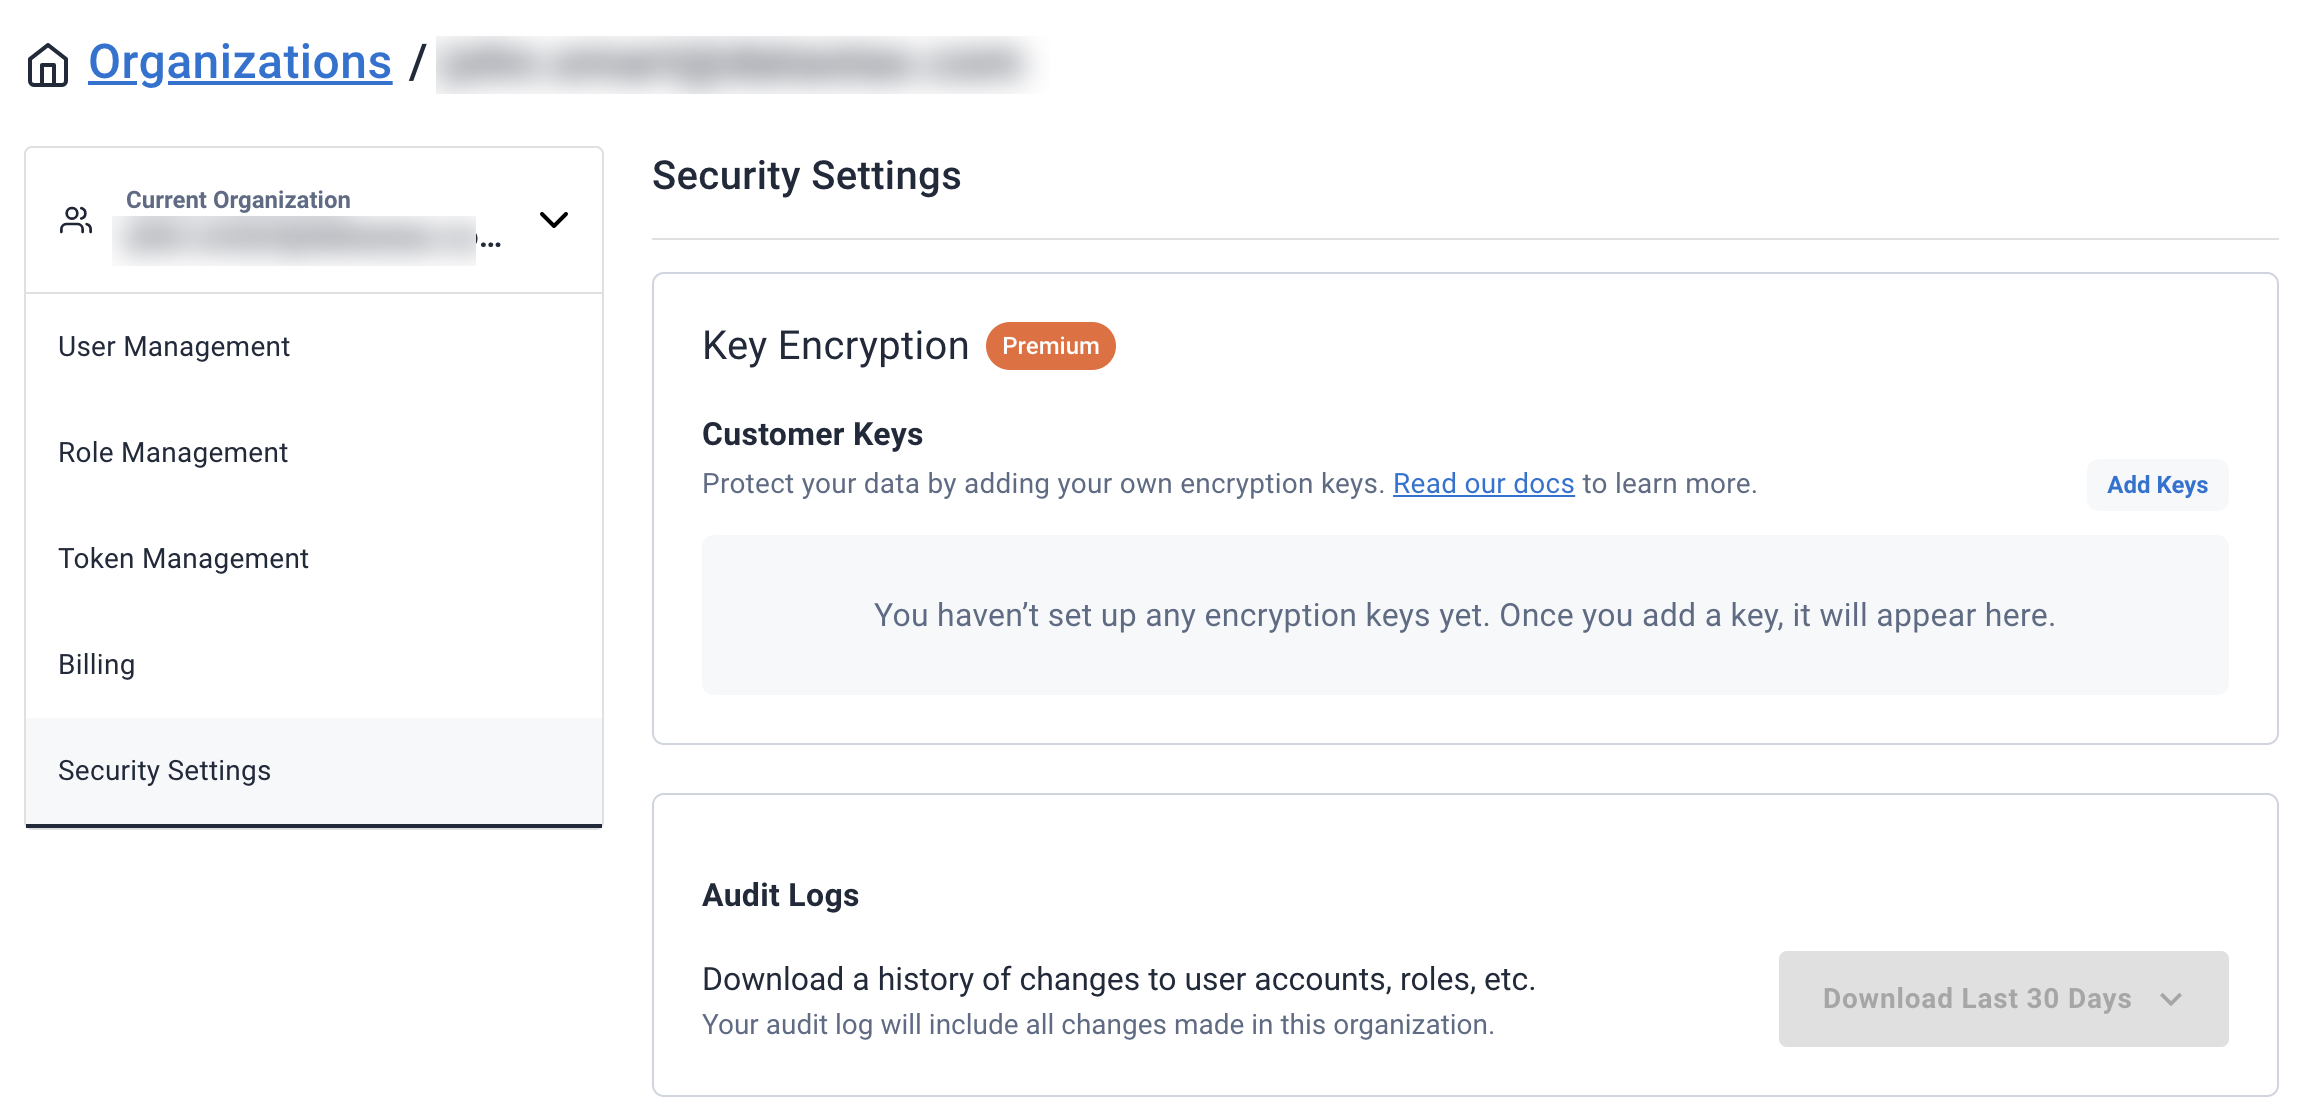 Organizations /
Current Organization
...
User Management
Role Management
Token Management
Billing
Security Settings
Security Settings
Key Encryption Premium
Customer Keys
Protect your data by adding your own encryption keys. Read our docs to learn more.
Add Keys
You haven’t set up any encryption keys yet. Once you add a key, it will appear here.
Audit Logs
Download a history of changes to user accounts, roles, etc.
Your audit log will include all changes made in this organization.
Download Last 30 Days